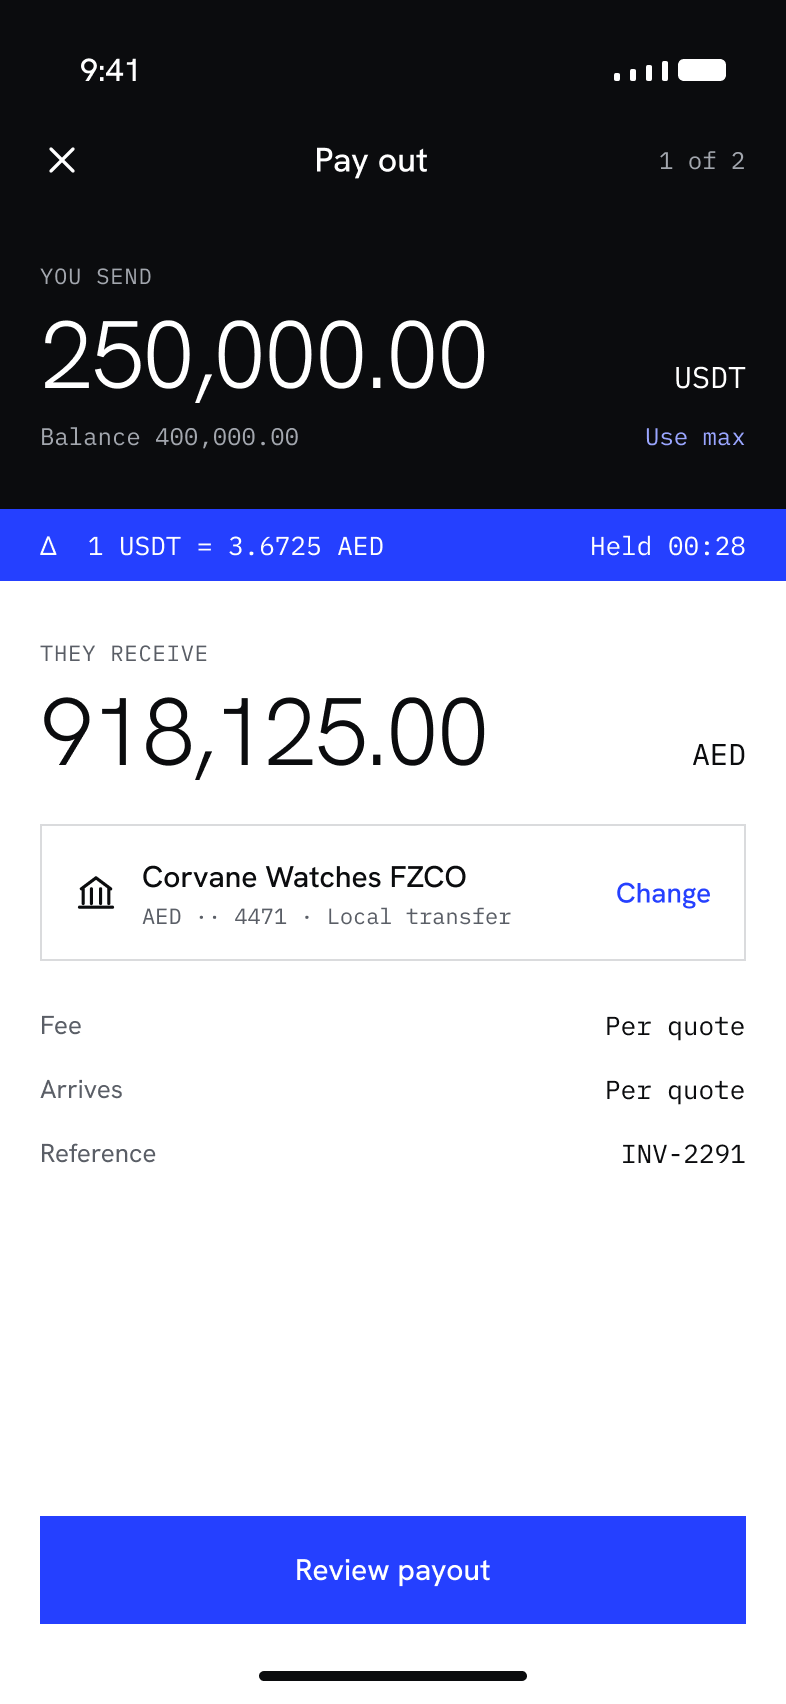 9:41
Pay out
1 of 2
YOU SEND
250,000.00 USDT
Balance 400,000.00 Use max
Δ 1 USDT = 3.6725 AED Held 00:28
THEY RECEIVE
918,125.00 AED
Corvane Watches FZCO
AED ·· 4471 · Local transfer
Change
Fee Per quote
Arrives Per quote
Reference INV-2291
Review payout